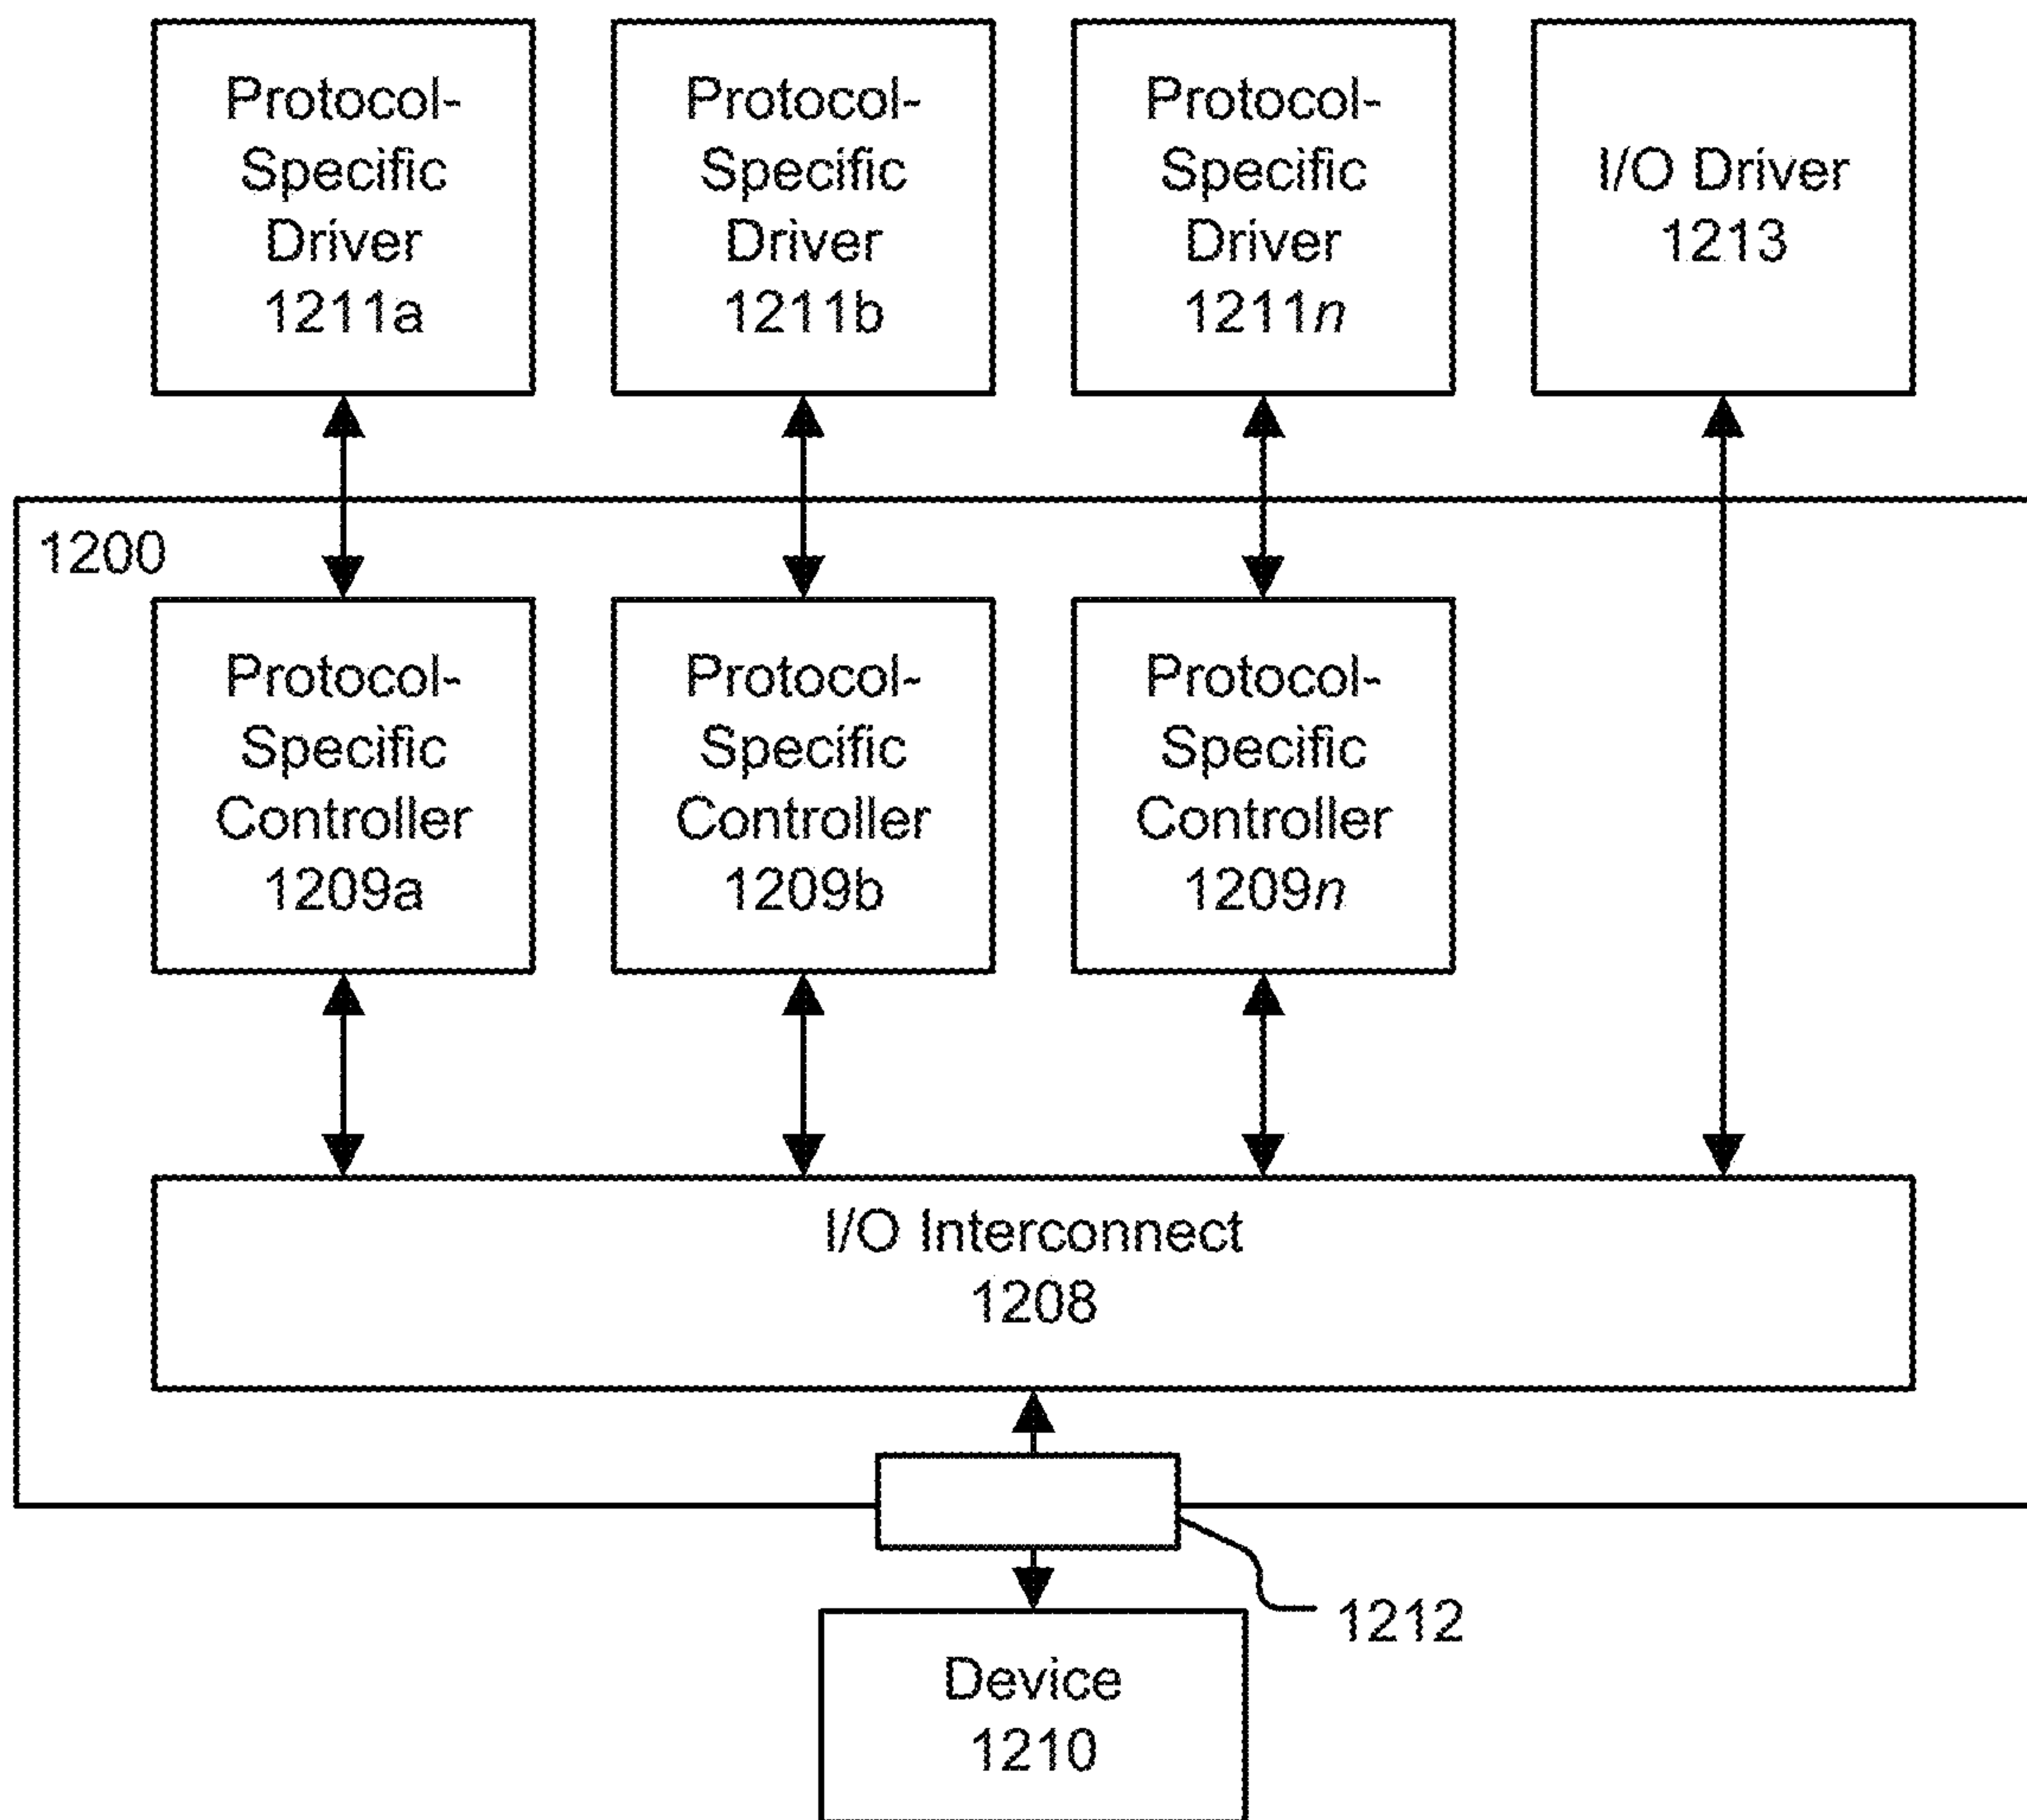 Protocol-
Specific
Driver
1211a
Protocol-
Specific
Driver
1211b
Protocol-
Specific
Driver
1211n
I/O Driver
1213
1200
Protocol-
Specific
Controller
1209a
Protocol-
Specific
Controller
1209b
Protocol-
Specific
Controller
1209n
I/O Interconnect
1208
1212
Device
1210